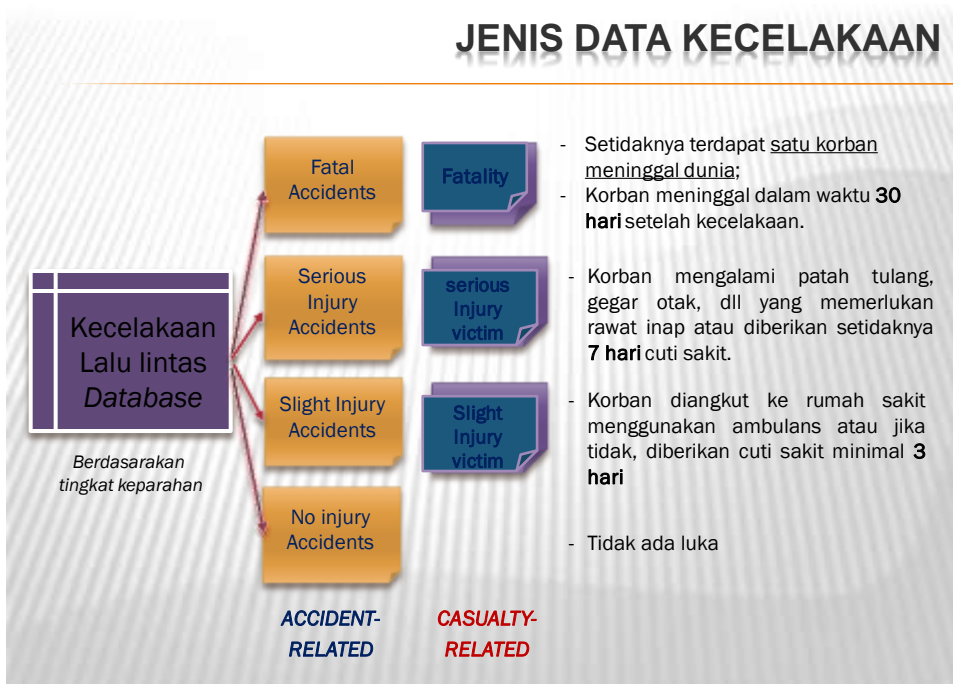 JENIS DATA KECELAKAAN
Kecelakaan
Lalu lintas
Database
Berdasarakan
tingkat keparahan
Fatal
Accidents
Fatality
- Setidaknya terdapat satu korban
meninggal dunia;
- Korban meninggal dalam waktu 30
hari setelah kecelakaan.
Serious
Injury
Accidents
serious
Injury
victim
- Korban mengalami patah tulang,
gegar otak, dll yang memerlukan
rawat inap atau diberikan setidaknya
7 hari cuti sakit.
Slight Injury
Accidents
Slight
Injury
victim
- Korban diangkut ke rumah sakit
menggunakan ambulans atau jika
tidak, diberikan cuti sakit minimal 3
hari
No injury
Accidents
- Tidak ada luka
ACCIDENT-
RELATED
CASUALTY-
RELATED